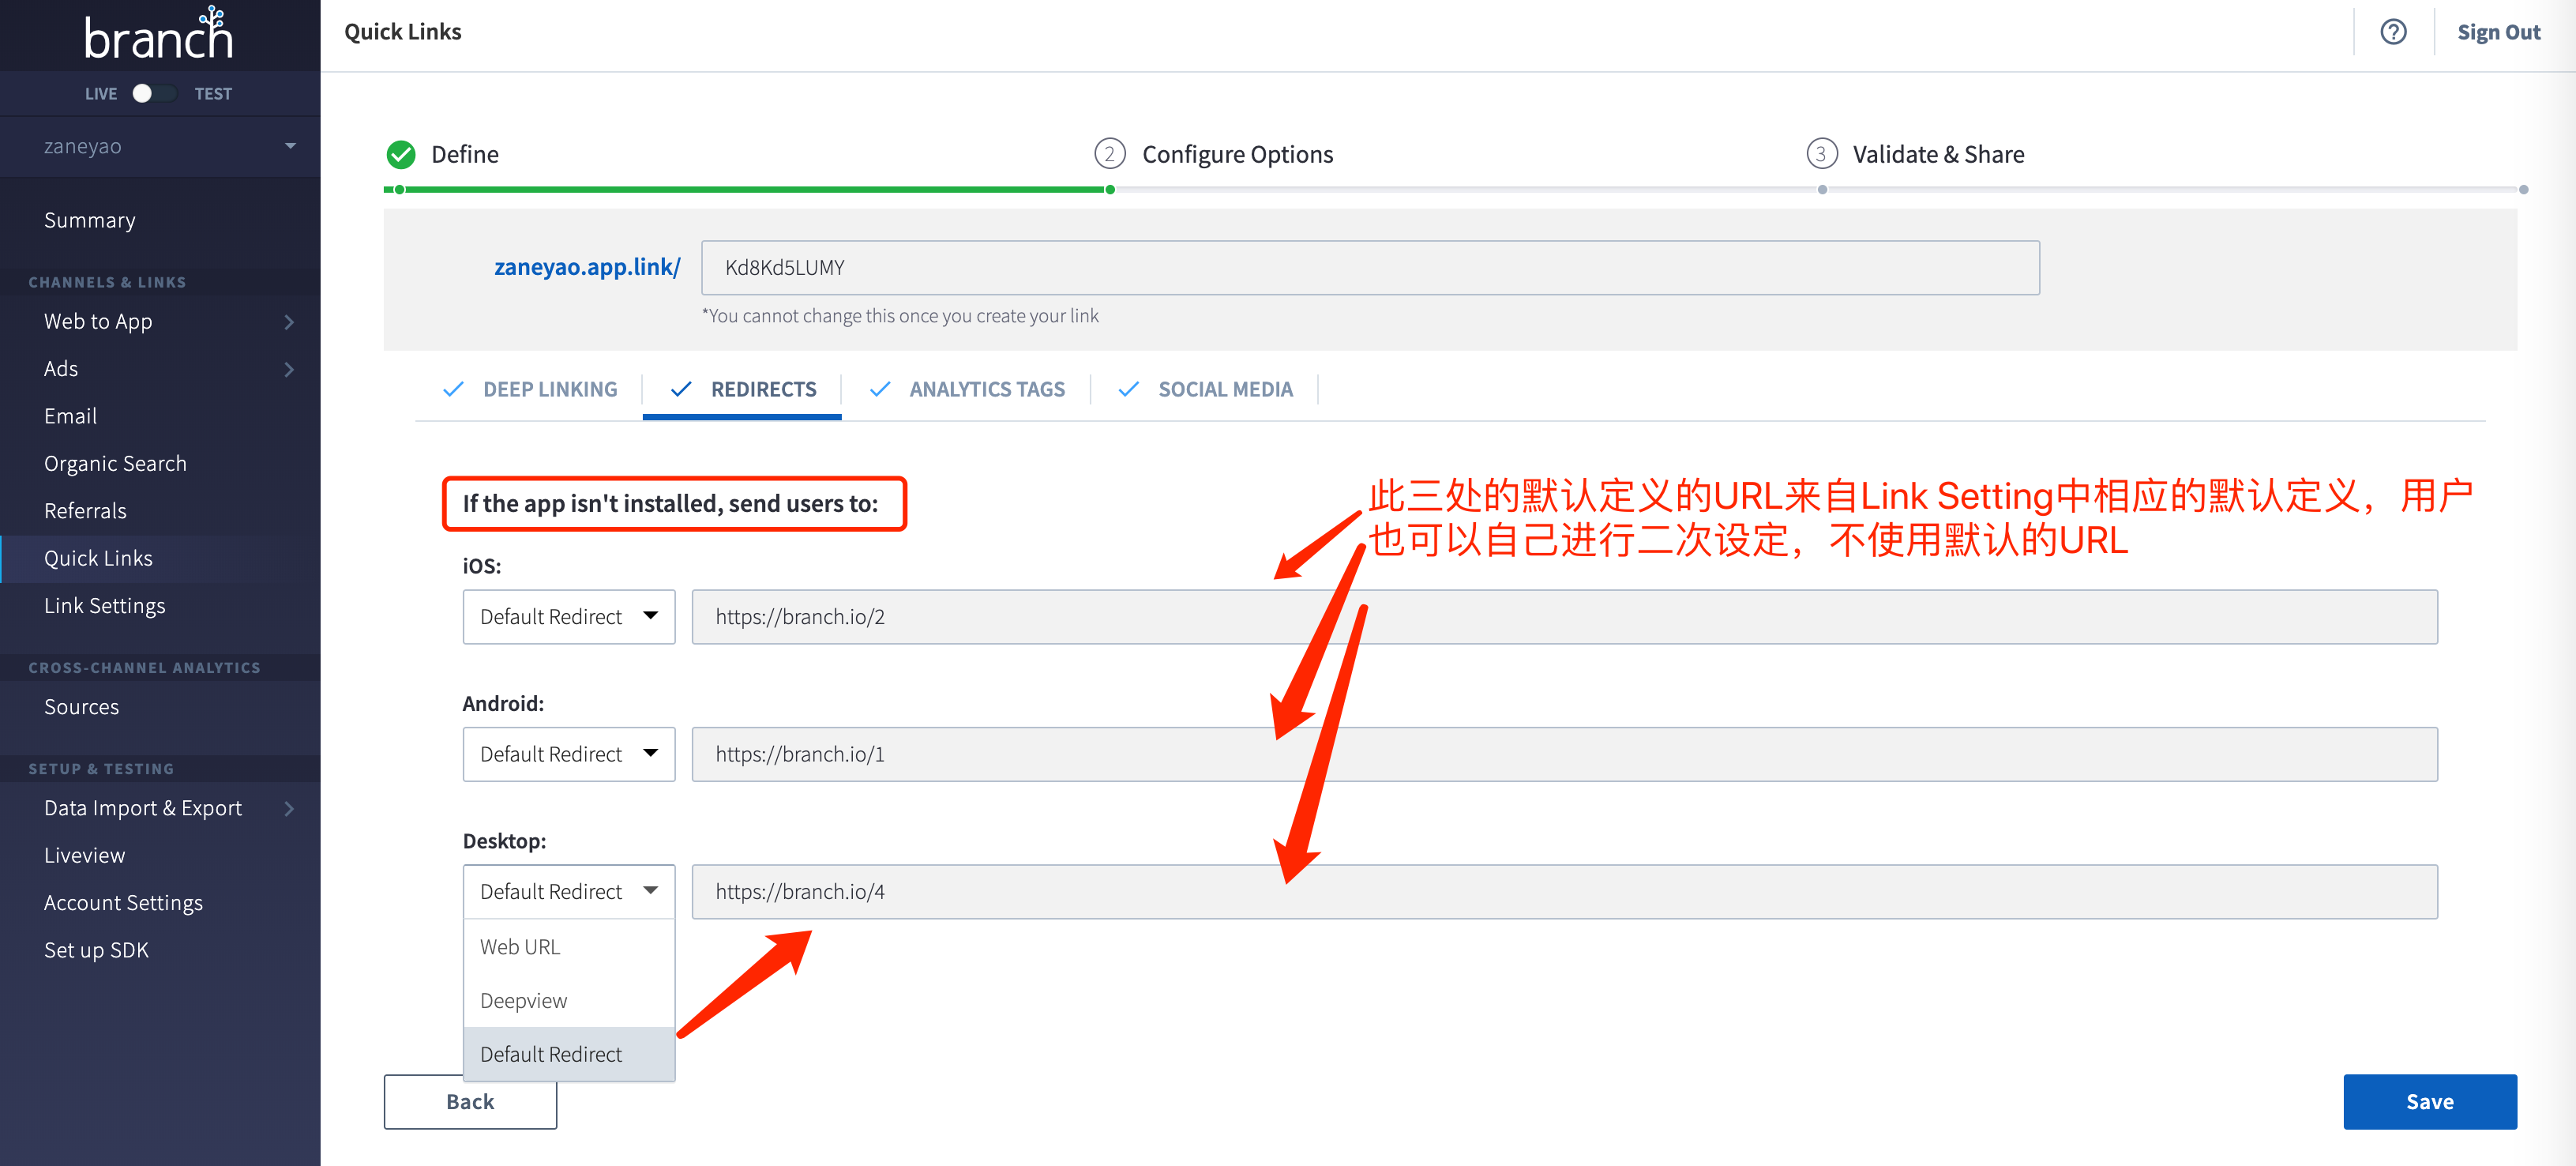 branch
LIVE TEST
zaneyao
Summary
CHANNELS & LINKS
Web to App
Ads
Email
Organic Search
Referrals
Quick Links
Link Settings
CROSS-CHANNEL ANALYTICS
Sources
SETUP & TESTING
Data Import & Export
Liveview
Account Settings
Set up SDK
Quick Links
? Sign Out
Define
2 Configure Options
3 Validate & Share
zaneyao.app.link/ Kd8Kd5LUMY
*You cannot change this once you create your link
DEEP LINKING REDIRECTS ANALYTICS TAGS SOCIAL MEDIA
If the app isn't installed, send users to:
此三处的默认定义的URL来自Link Setting中相应的默认定义，用户
也可以自己进行二次设定，不使用默认的URL
iOS:
Default Redirect https://branch.io/2
Android:
Default Redirect https://branch.io/1
Desktop:
Default Redirect https://branch.io/4
Web URL
Deepview
Default Redirect
Back
Save